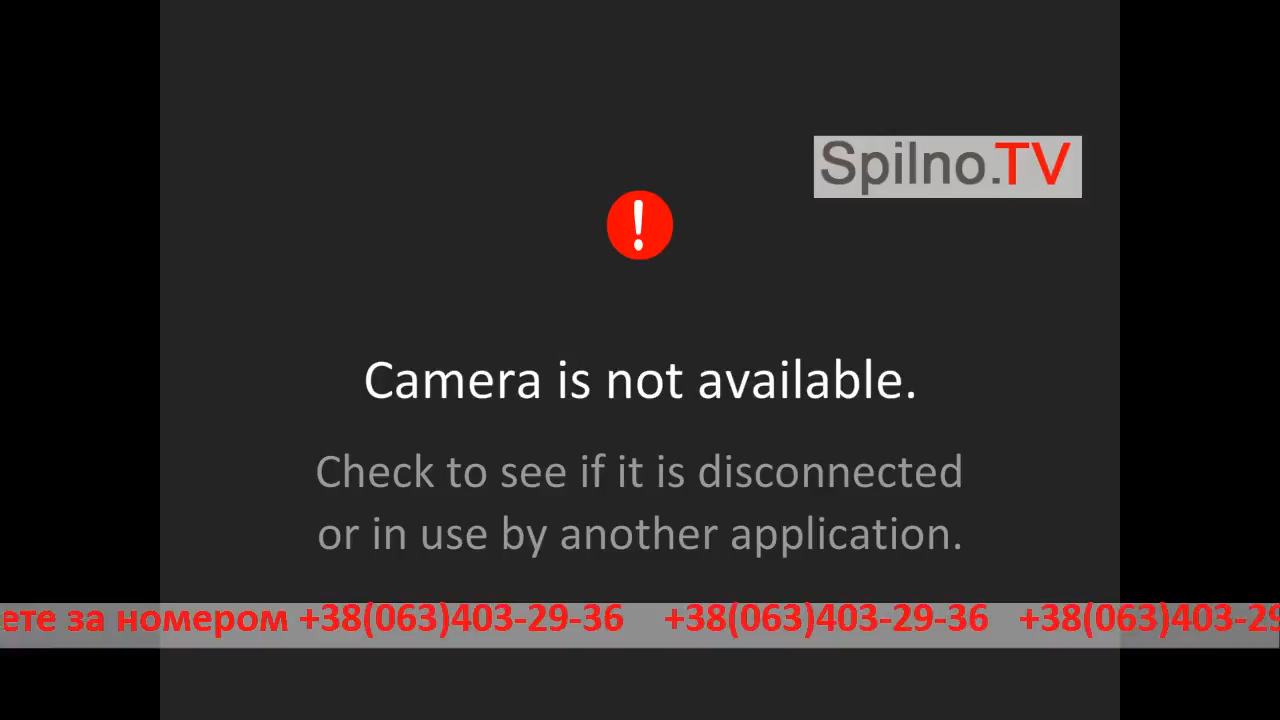 Spilno.TV
!
Camera is not available.
Check to see if it is disconnected
or in use by another application.
за номером +38(063)403-29-36 +38(063)403-29-36 +38(063)403-29